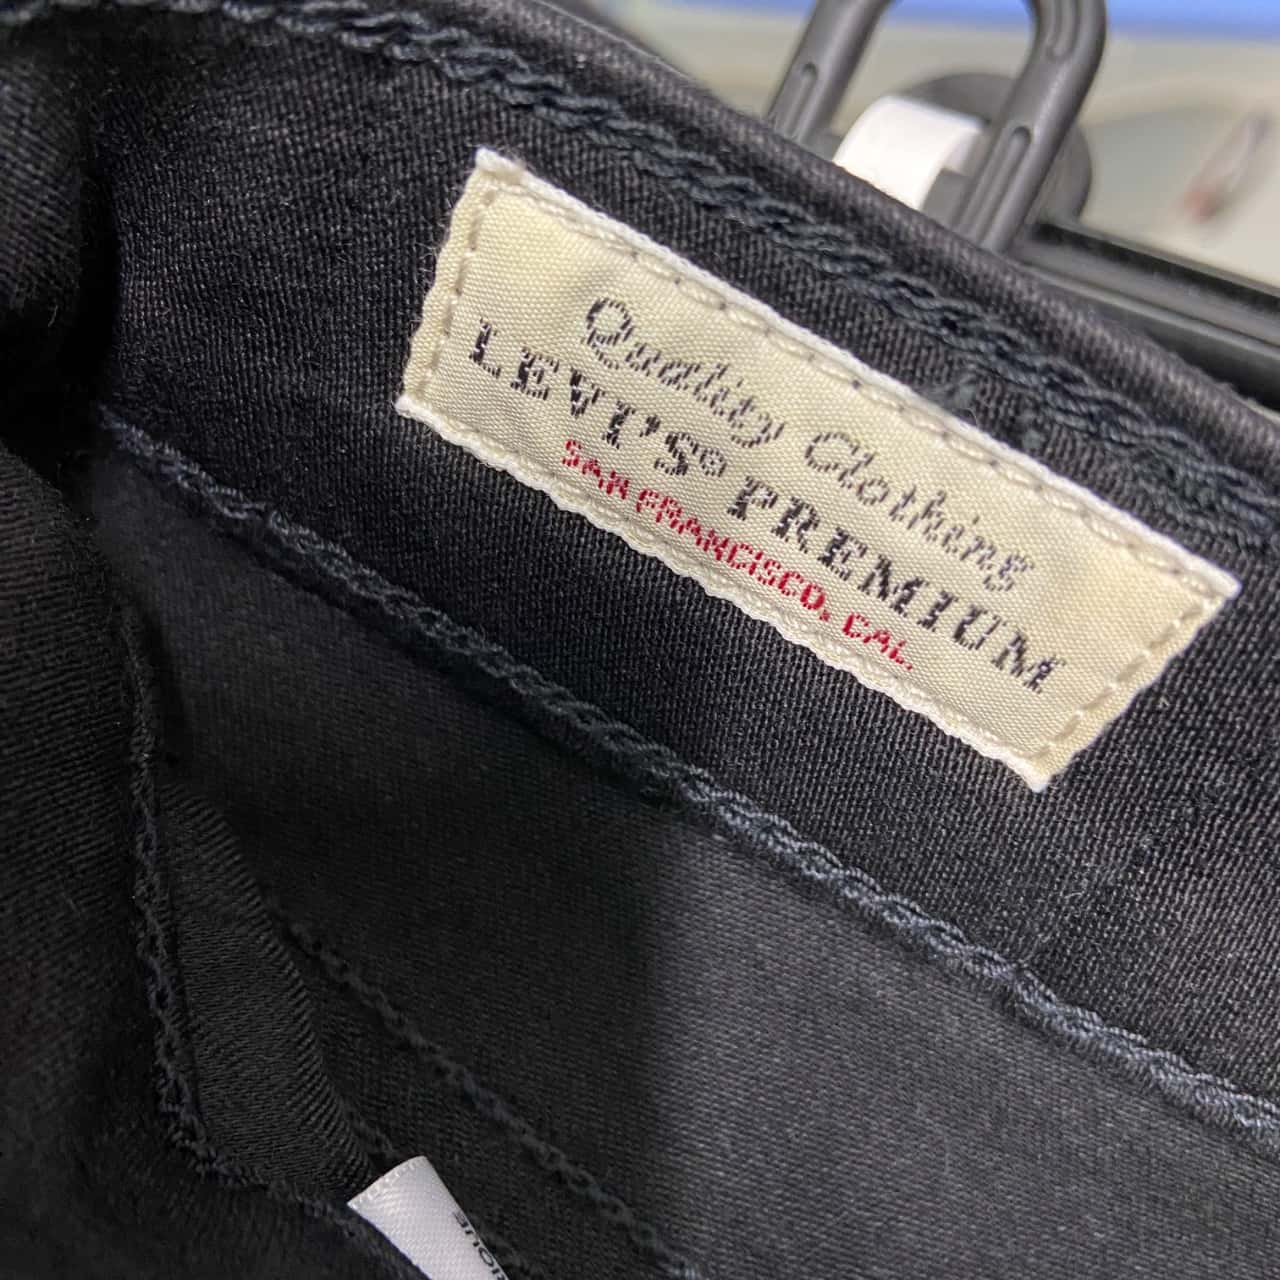 Quality Clothing
LEVI'S® PREMIUM
SAN FRANCISCO, CAL.